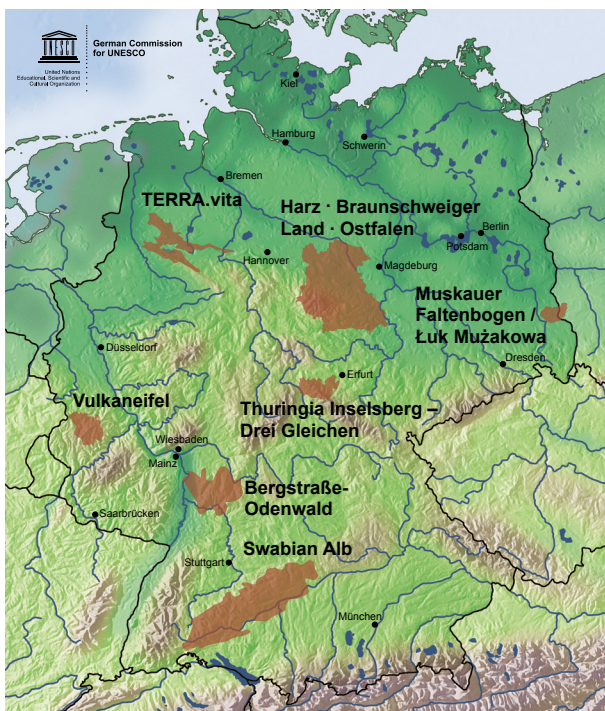 German Commission
for UNESCO
United Nations
Educational, Scientific and
Cultural Organization
Kiel
Hamburg
Schwerin
Bremen
TERRA.vita
Harz · Braunschweiger
Land · Ostfalen
Berlin
Potsdam
Hannover
Magdeburg
Muskauer
Faltenbogen /
Łuk Mużakowa
Düsseldorf
Dresden
Erfurt
Vulkaneifel
Thuringia Inselsberg –
Drei Gleichen
Wiesbaden
Mainz
Bergstraße-
Odenwald
Saarbrücken
Swabian Alb
Stuttgart
München